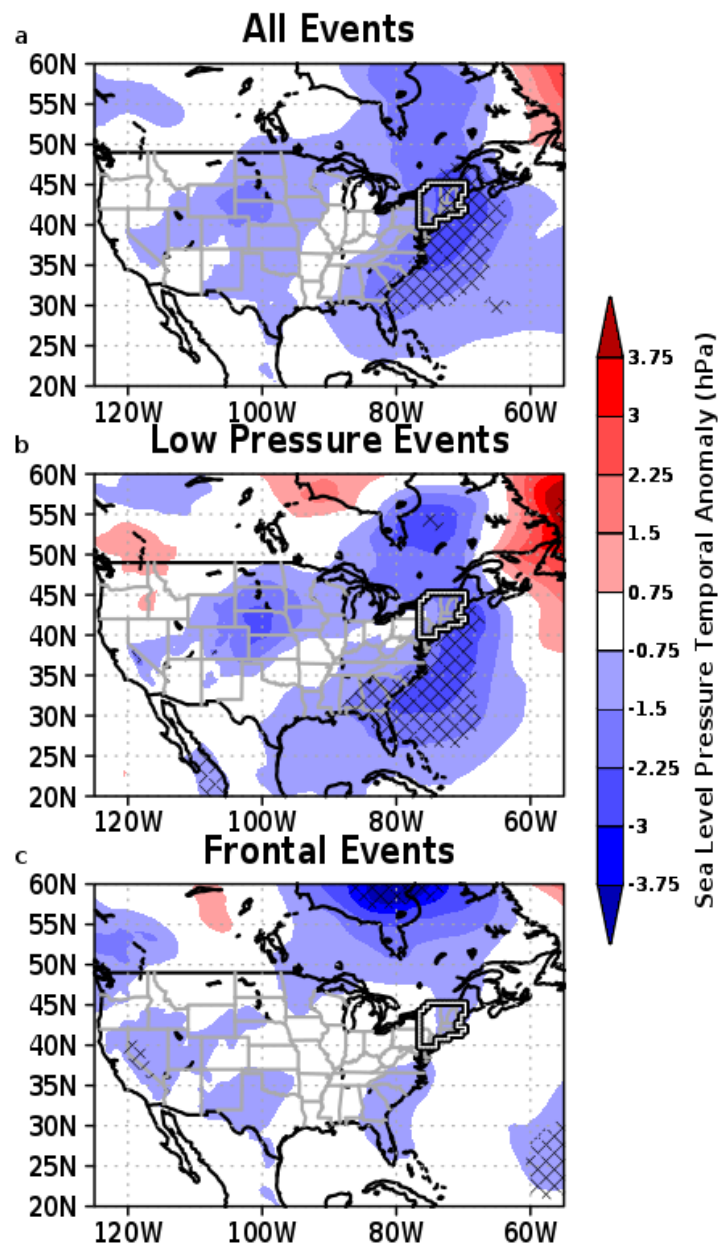 a
All Events
60N
55N
50N
45N
40N
35N
30N
25N
20N
120W 100W 80W 60W
b
Low Pressure Events
60N
55N
50N
45N
40N
35N
30N
25N
20N
120W 100W 80W 60W
c
Frontal Events
60N
55N
50N
45N
40N
35N
30N
25N
20N
120W 100W 80W 60W
3.75
3
2.25
1.5
0.75
-0.75
-1.5
-2.25
-3
-3.75
Sea Level Pressure Temporal Anomaly (hPa)